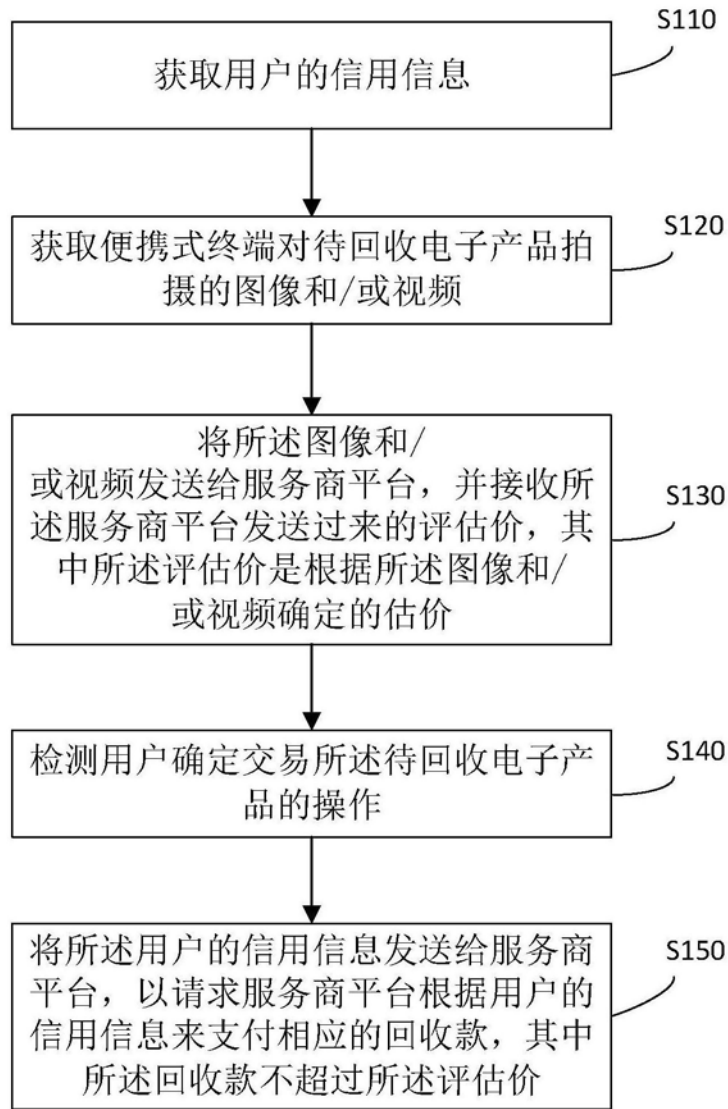 S110
获取用户的信用信息
S120
获取便携式终端对待回收电子产品拍
摄的图像和/或视频
S130
将所述图像和/
或视频发送给服务商平台，并接收所
述服务商平台发送过来的评估价，其
中所述评估价是根据所述图像和/
或视频确定的估价
S140
检测用户确定交易所述待回收电子产
品的操作
S150
将所述用户的信用信息发送给服务商
平台，以请求服务商平台根据用户的
信用信息来支付相应的回收款，其中
所述回收款不超过所述评估价